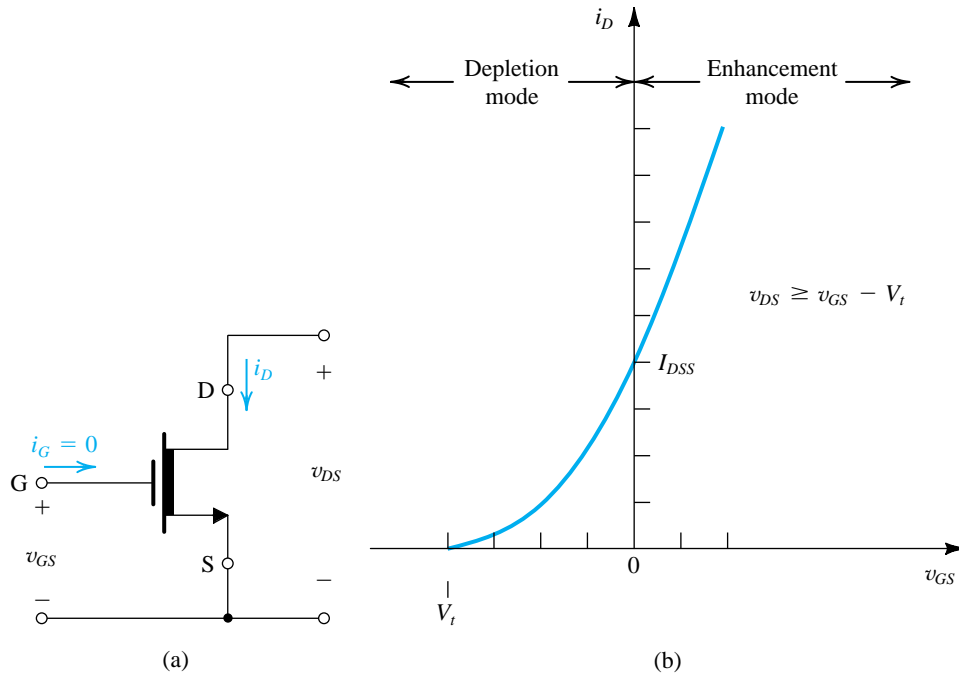 i_D
Depletion mode
Enhancement mode
v_DS ≥ v_GS − V_t
I_DSS
0
v_GS
V_t
(b)
i_D
D
+
i_G = 0
G
+
v_DS
v_GS
S
−
−
(a)